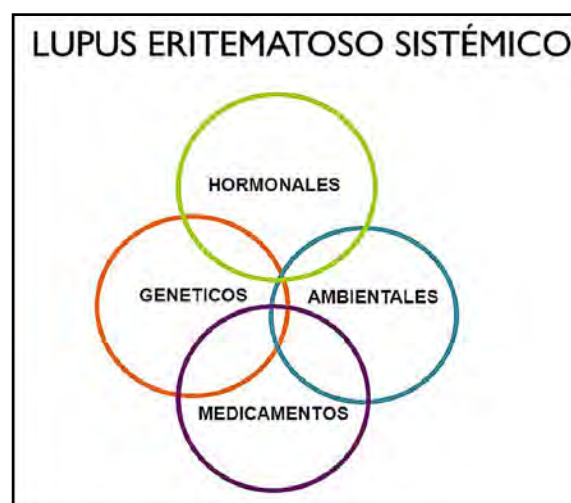 LUPUS ERITEMATOSO SISTÉMICO
HORMONALES
GENETICOS
AMBIENTALES
MEDICAMENTOS